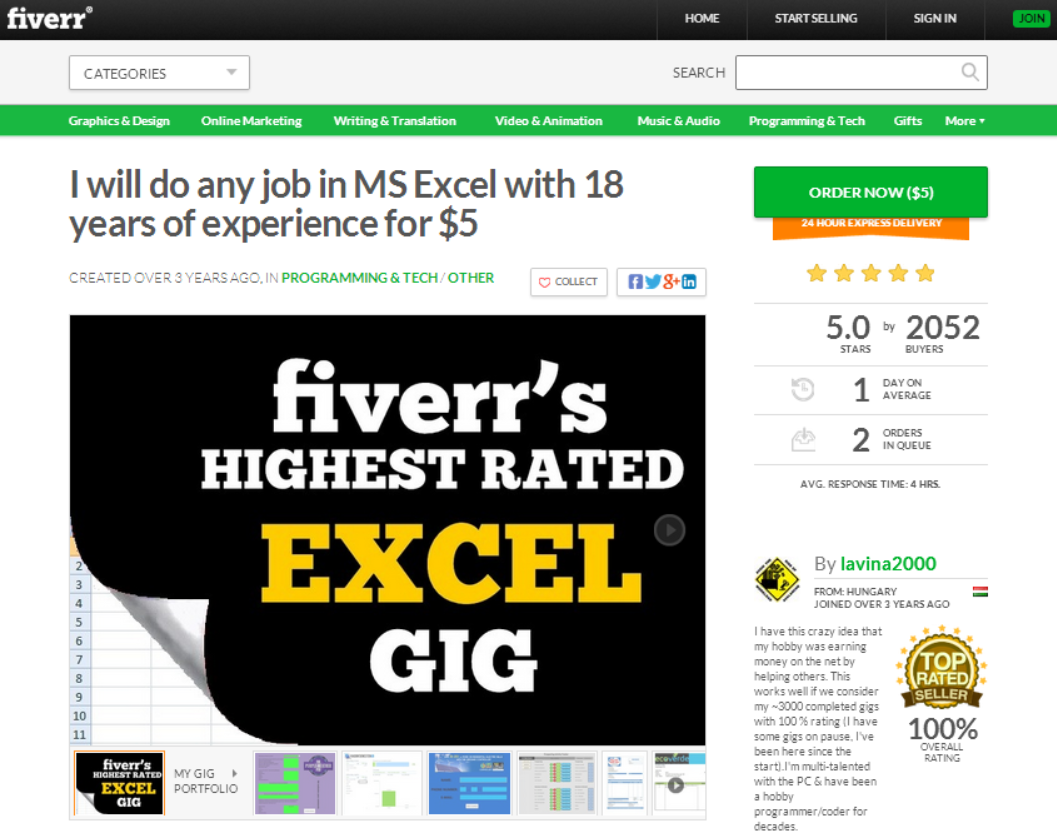 fiverr®
HOME
START SELLING
SIGN IN
JOIN
CATEGORIES
SEARCH
Graphics & Design
Online Marketing
Writing & Translation
Video & Animation
Music & Audio
Programming & Tech
Gifts
More
I will do any job in MS Excel with 18
years of experience for $5
CREATED OVER 3 YEARS AGO, IN PROGRAMMING & TECH / OTHER
COLLECT
ORDER NOW ($5)
24 HOUR EXPRESS DELIVERY
5.0 by 2052
STARS BUYERS
1 DAY ON
AVERAGE
2 ORDERS
IN QUEUE
AVG. RESPONSE TIME: 4 HRS.
fiverr's
HIGHEST RATED
EXCEL
GIG
2
3
4
5
6
7
8
9
10
11
fiverr's
HIGHEST RATED
EXCEL
GIG
MY GIG
PORTFOLIO
By lavina2000
FROM: HUNGARY
JOINED OVER 3 YEARS AGO
I have this crazy idea that
my hobby was earning
money on the net by
helping others. This
works well if we consider
my ~3000 completed gigs
with 100 % rating (I have
some gigs on pause, I've
been here since the
start).I'm multi-talented
with the PC & have been
a hobby
programmer/coder for
decades.
TOP
RATED
SELLER
100%
OVERALL
RATING